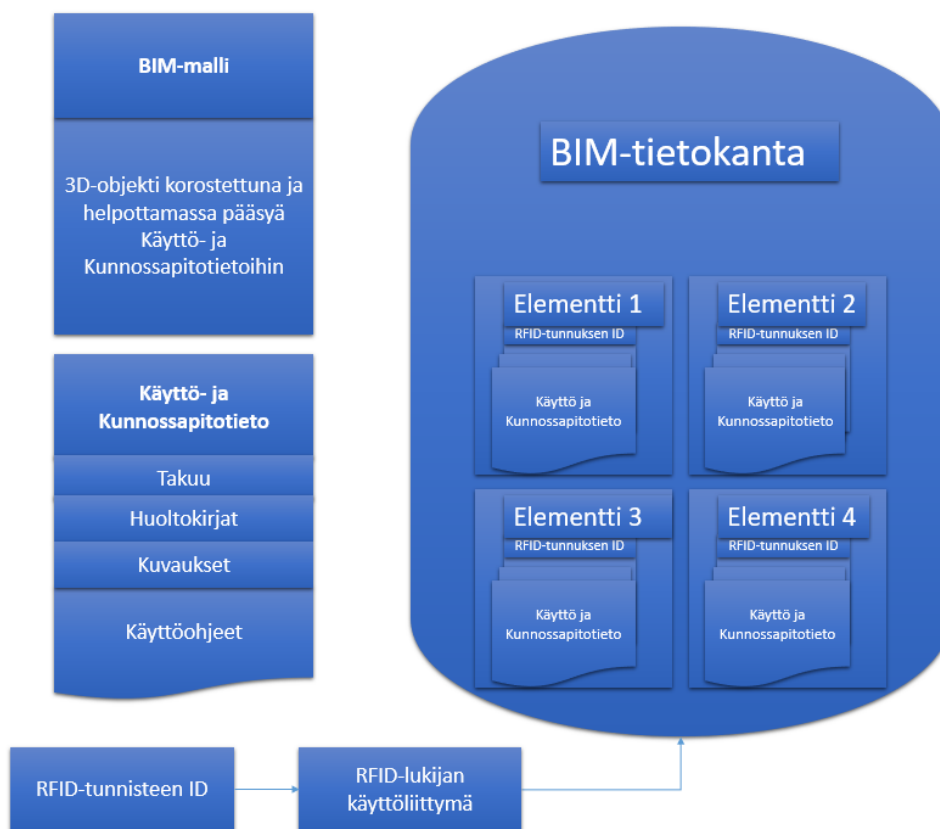 BIM-malli
3D-objekti korostettuna ja
helpottamassa pääsyä
Käyttö- ja
Kunnossapitotietoihin
Käyttö- ja
Kunnossapitotieto
Takuu
Huoltokirjat
Kuvaukset
Käyttöohjeet
BIM-tietokanta
Elementti 1
RFID-tunnuksen ID
Käyttö ja
Kunnossapitotieto
Elementti 2
RFID-tunnuksen ID
Käyttö ja
Kunnossapitotieto
Elementti 3
RFID-tunnuksen ID
Käyttö ja
Kunnossapitotieto
Elementti 4
RFID-tunnuksen ID
Käyttö ja
Kunnossapitotieto
RFID-tunnisteen ID
RFID-lukijan
käyttöliittymä